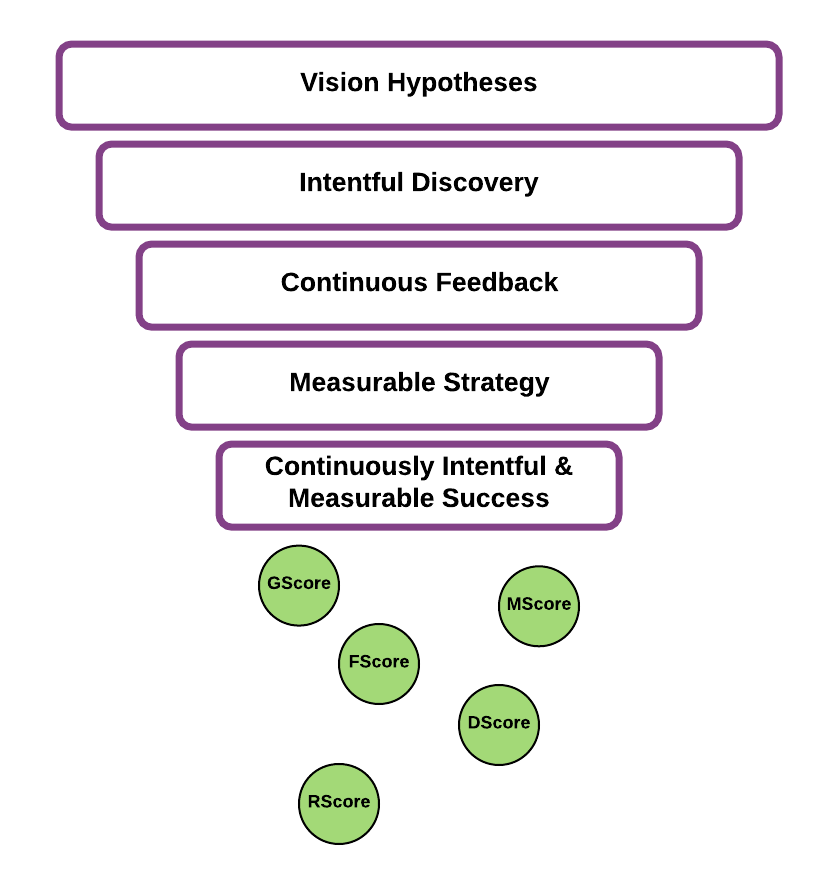 Vision Hypotheses
Intentful Discovery
Continuous Feedback
Measurable Strategy
Continuously Intentful &
Measurable Success
GScore
MScore
FScore
DScore
RScore